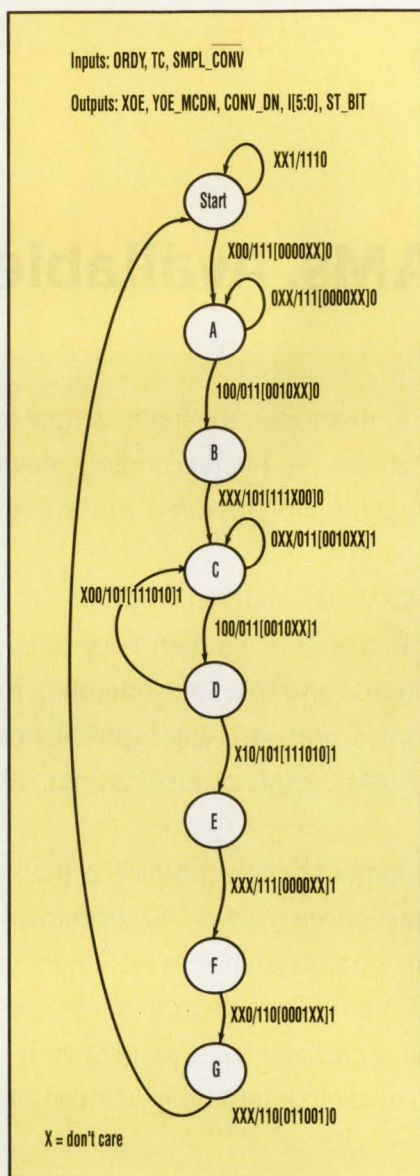 Inputs: ORDY, TC, SMPL_CONV
Outputs: XOE, YOE_MCDN, CONV_DN, I[5:0], ST_BIT
XX1/1110
Start
X00/111[0000XX]0
0XX/111[0000XX]0
A
100/011[0010XX]0
B
XXX/101[111X00]0
0XX/011[0010XX]1
C
X00/101[111010]1
100/011[0010XX]1
D
X10/101[111010]1
E
XXX/111[0000XX]1
F
XX0/110[0001XX]1
G
XXX/110[011001]0
X = don't care